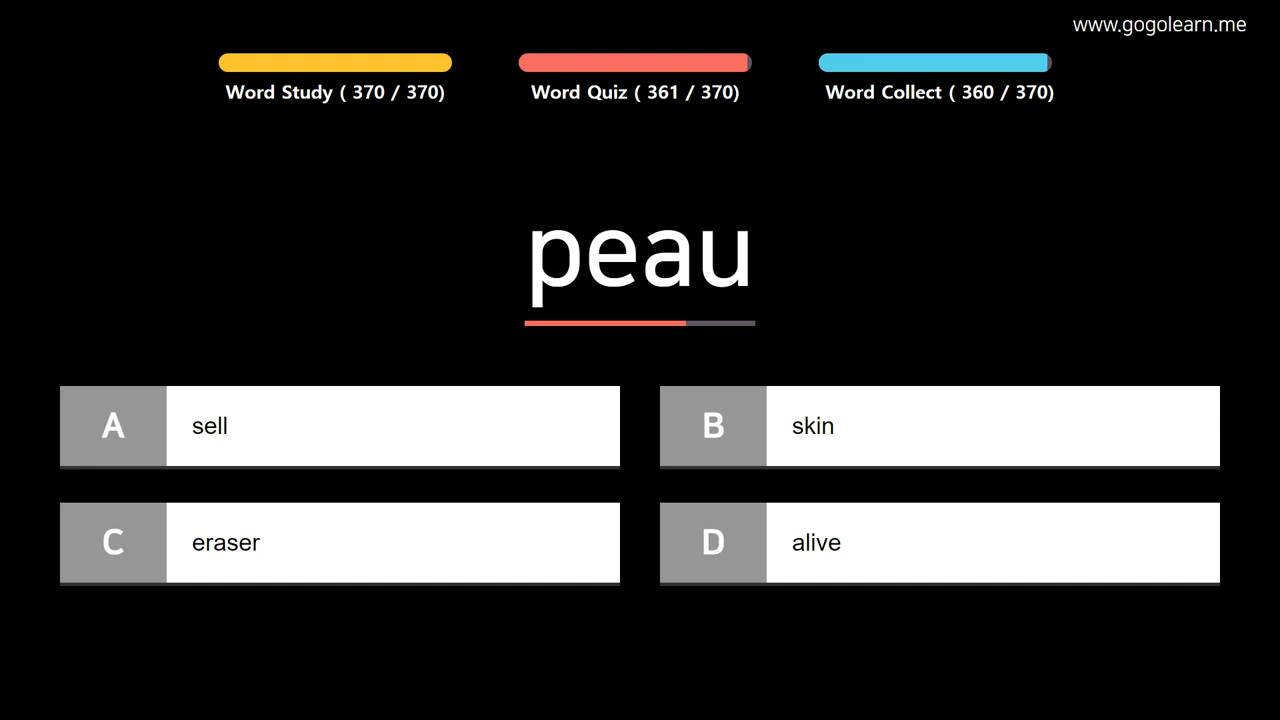 www.gogolearn.me
Word Study ( 370 / 370)
Word Quiz ( 361 / 370)
Word Collect ( 360 / 370)
peau
A sell
B skin
C eraser
D alive